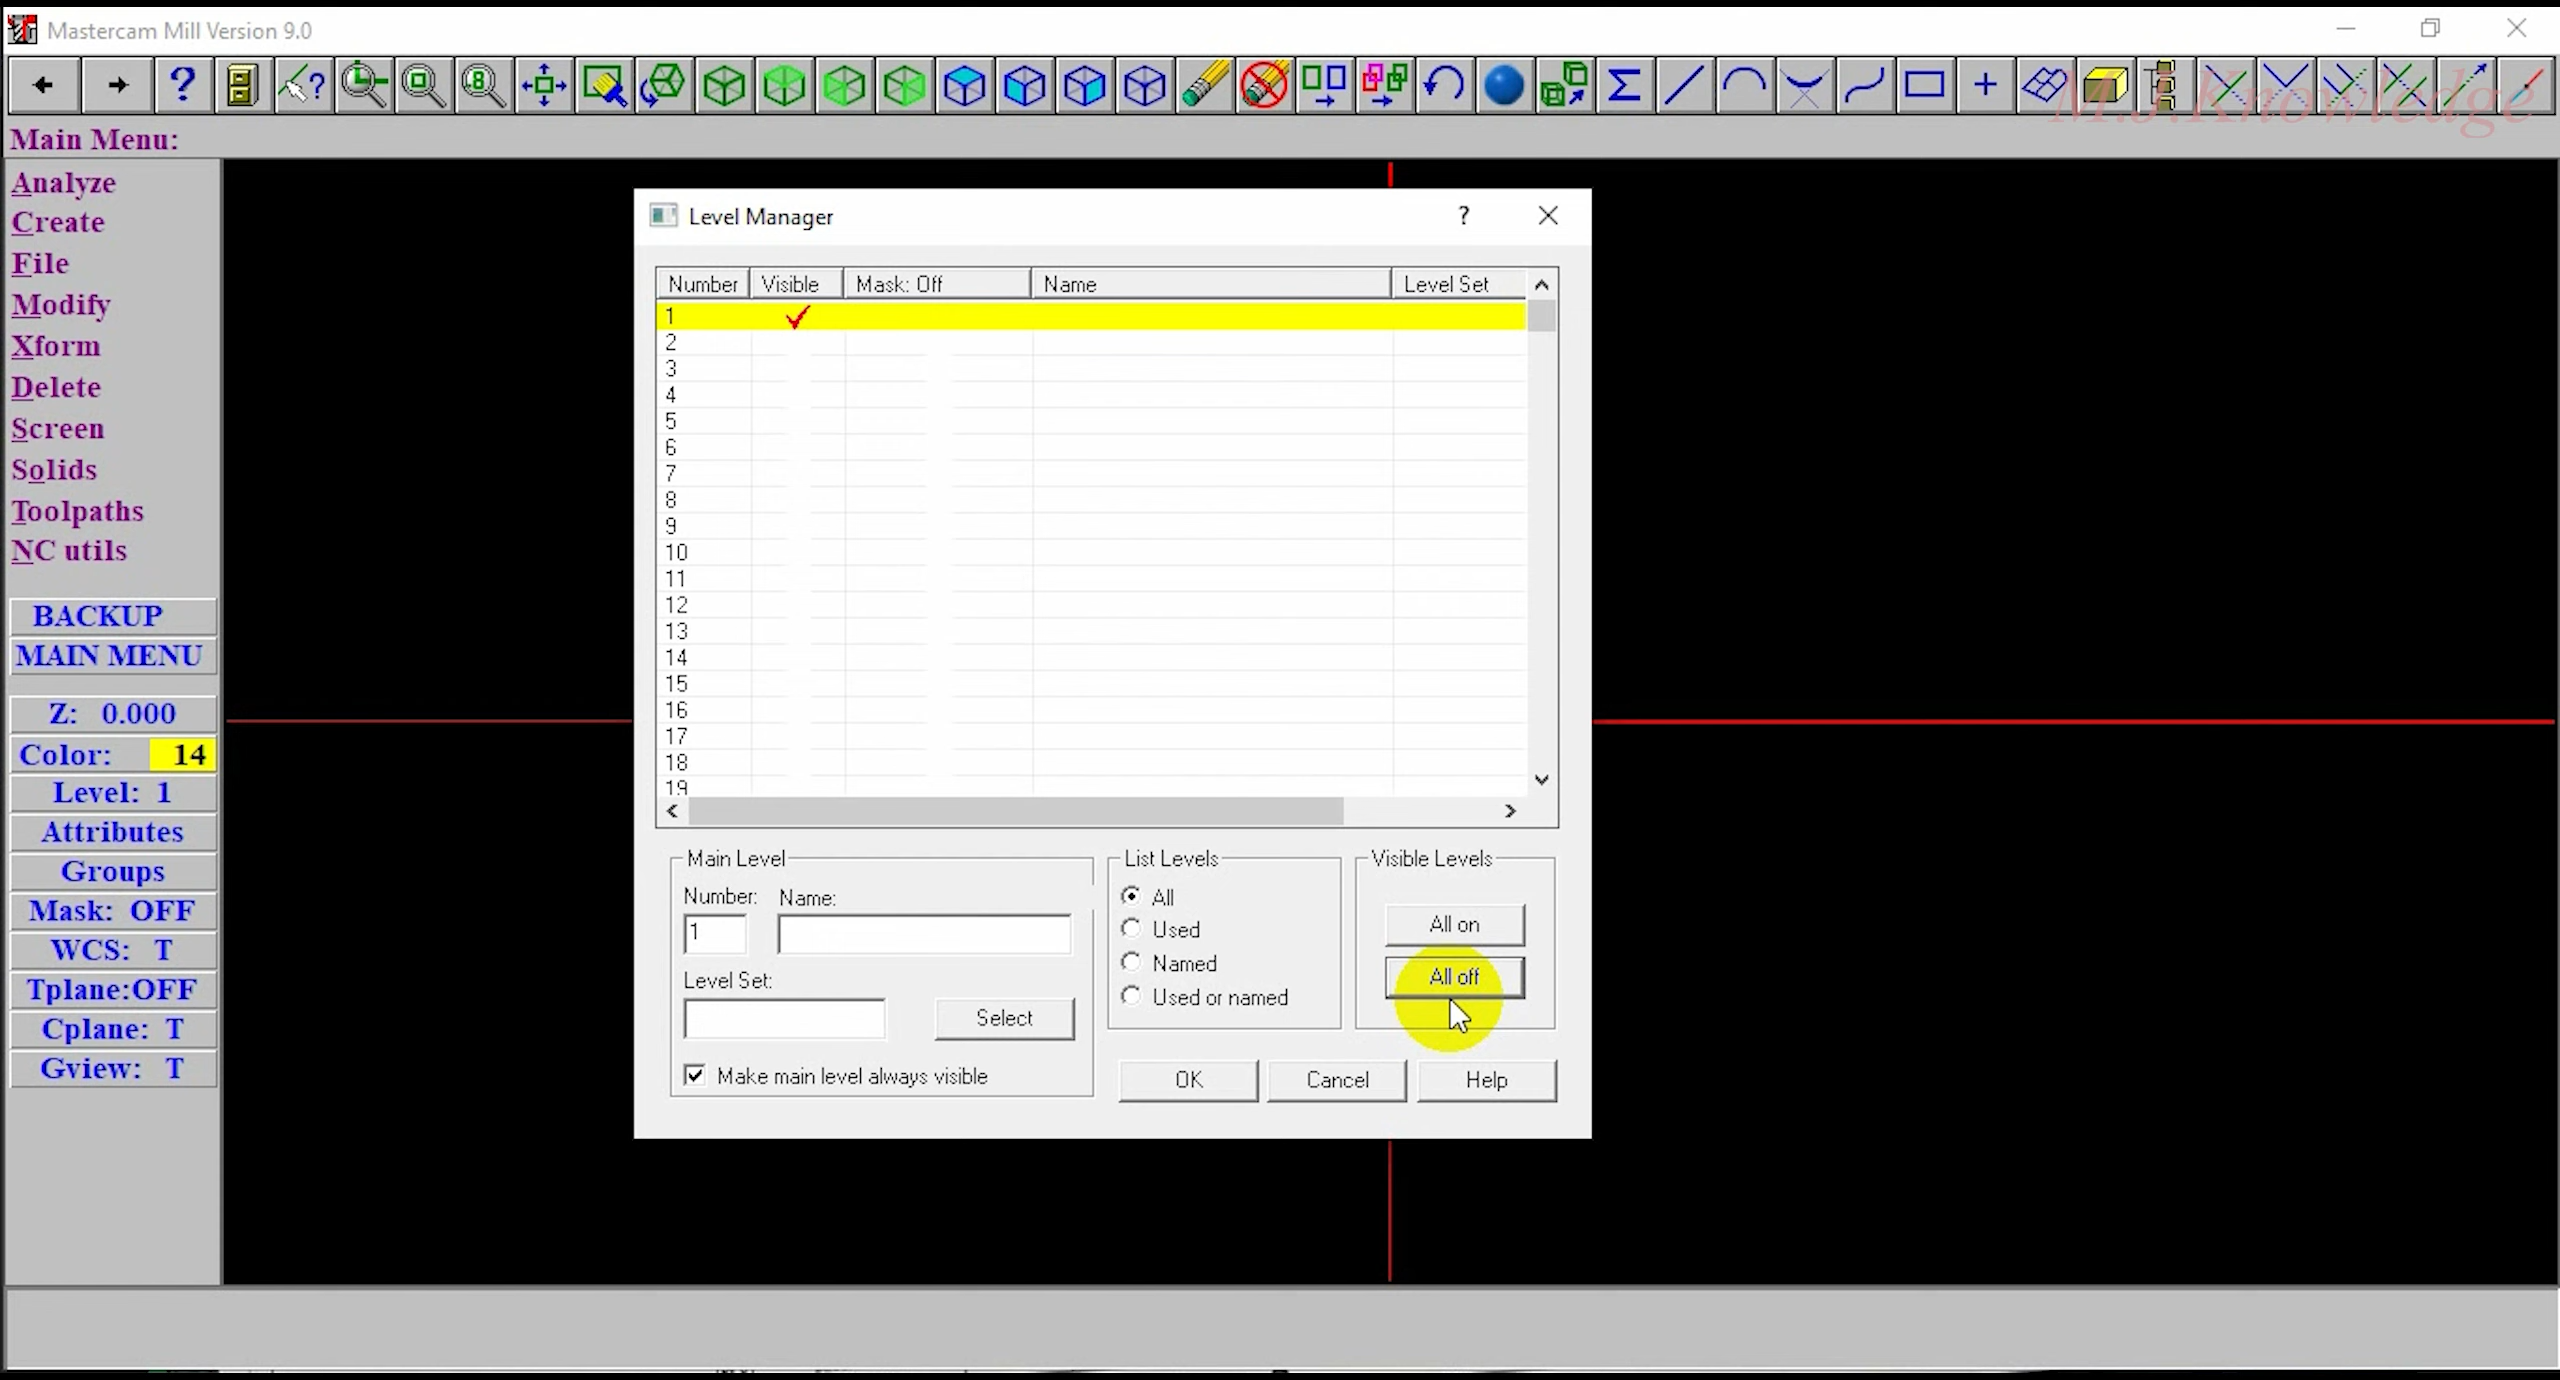 Mastercam Mill Version 9.0
M.J.Knowledge
Main Menu:
Analyze
Create
File
Modify
Xform
Delete
Screen
Solids
Toolpaths
NC utils
BACKUP
MAIN MENU
Z: 0.000
Color: 14
Level: 1
Attributes
Groups
Mask: OFF
WCS: T
Tplane:OFF
Cplane: T
Gview: T
Level Manager
Number Visible Mask: Off Name Level Set
1
2
3
4
5
6
7
8
9
10
11
12
13
14
15
16
17
18
19
Main Level
Number: Name:
1
Level Set:
Select
Make main level always visible
List Levels
All
Used
Named
Used or named
Visible Levels
All on
All off
OK Cancel Help